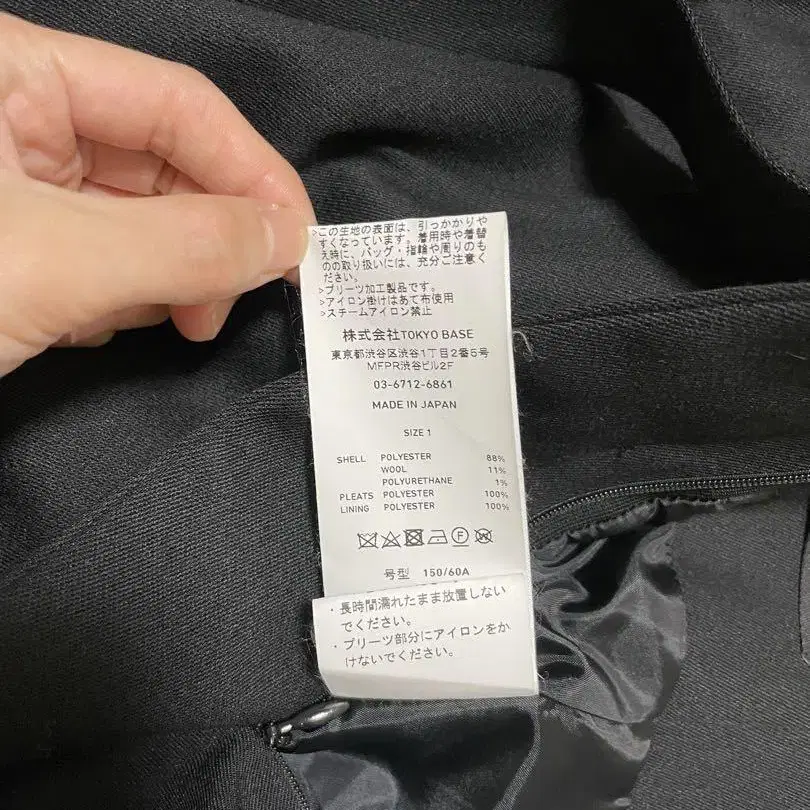 >この生地の表面は、引っかかりや
すくなっています。着用時や着替
え時に、バッグ・指輪や周りのも
のの取り扱いには、充分ご注意く
ださい。
>プリーツ加工製品です。
>アイロン掛けはあて布使用
>スチームアイロン禁止
株式会社TOKYO BASE
東京都渋谷区渋谷1丁目2番5号
MFPR渋谷ビル2F
03-6712-6861
MADE IN JAPAN
SIZE 1
SHELL POLYESTER 88%
WOOL 11%
POLYURETHANE 1%
PLEATS POLYESTER 100%
LINING POLYESTER 100%
F W
号型 150/60A
・長時間濡れたまま放置しない
でください。
・プリーツ部分にアイロンをか
けないでください。